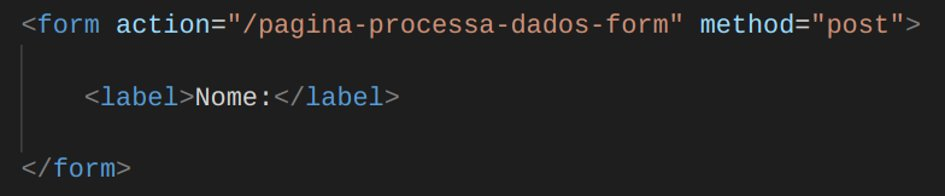 <form action="/pagina-processa-dados-form" method="post">
<label>Nome:</label>
</form>